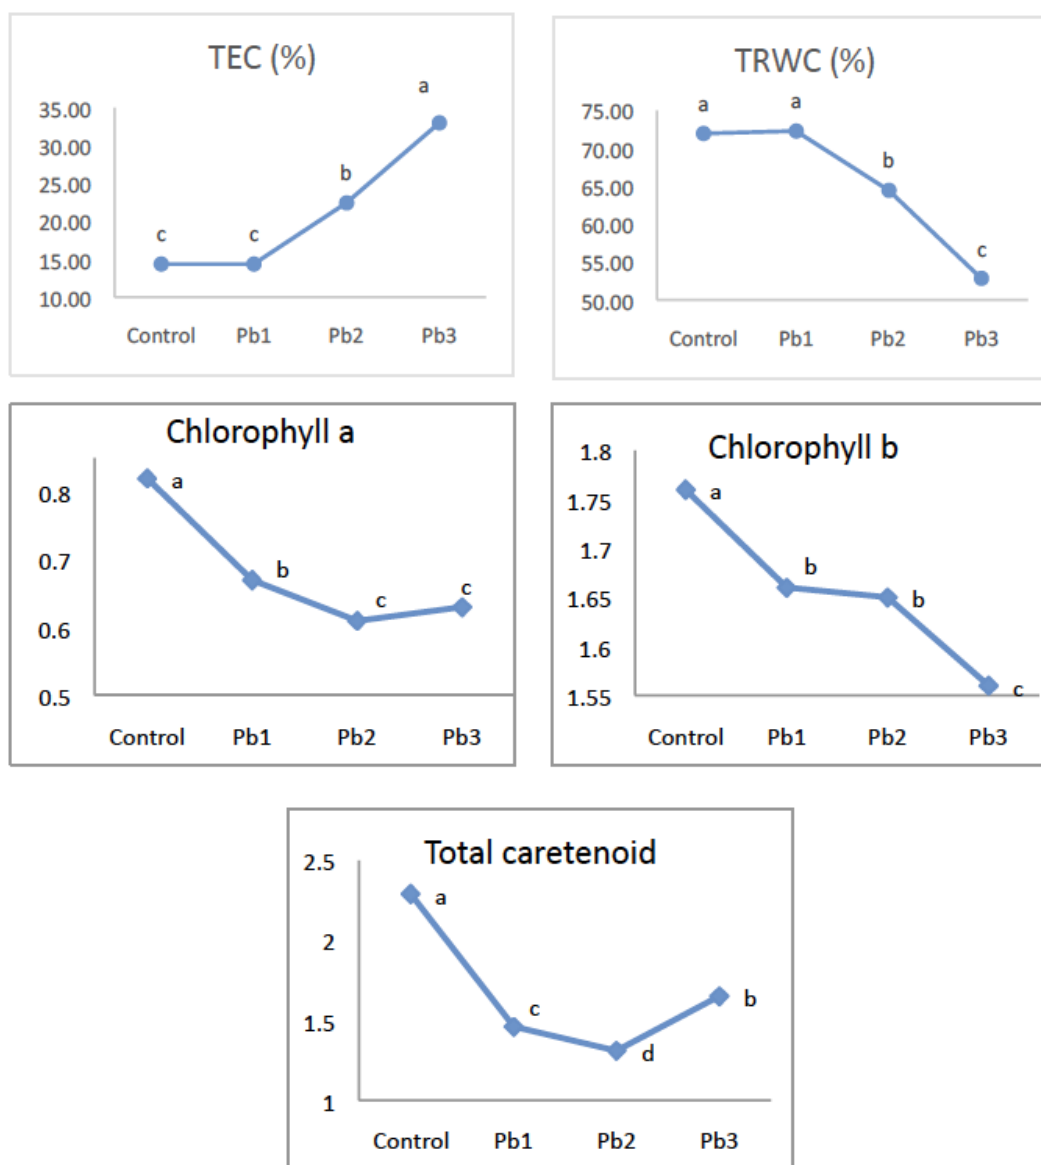 TEC (%)
35.00
30.00
25.00
20.00
15.00
10.00
c
c
b
a
Control Pb1 Pb2 Pb3
TRWC (%)
75.00
70.00
65.00
60.00
55.00
50.00
a
a
b
c
Control Pb1 Pb2 Pb3
Chlorophyll a
0.8
0.7
0.6
0.5
a
b
c
c
Control Pb1 Pb2 Pb3
Chlorophyll b
1.8
1.75
1.7
1.65
1.6
1.55
a
b
b
c
Control Pb1 Pb2 Pb3
Total caretenoid
2.5
2
1.5
1
a
c
d
b
Control Pb1 Pb2 Pb3